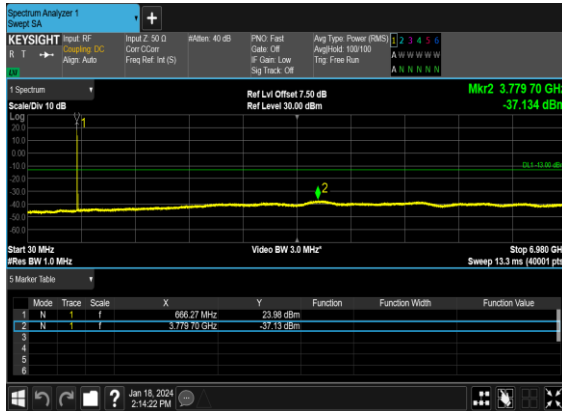 Spectrum Analyzer 1
Swept SA
+
KEYSIGHT Input: RF Input Z: 50 Ω #Atten: 40 dB PNO: Fast Avg Type: Power (RMS) 1 2 3 4 5 6
R T Coupling: DC Corr CCorr Gate: Off Avg|Hold: 100/100 A W W W W W
Align: Auto Freq Ref: Int (S) IF Gain: Low Trig: Free Run
LXI Sig Track: Off A N N N N N
1 Spectrum Ref Lvl Offset 7.50 dB Mkr2 3.779 70 GHz
Scale/Div 10 dB Ref Level 30.00 dBm -37.134 dBm
Log
1
20.0
10.0
0.00
-10.0
DL1 -13.00 dBm
-20.0
-30.0
2
-40.0
-50.0
-60.0
Start 30 MHz Video BW 3.0 MHz* Stop 6.980 GHz
#Res BW 1.0 MHz Sweep 13.3 ms (40001 pts)
5 Marker Table
Mode Trace Scale X Y Function Function Width Function Value
1 N 1 f 666.27 MHz 23.98 dBm
2 N 1 f 3.779 70 GHz -37.13 dBm
3
4
5
6
? Jan 18, 2024
2:14:22 PM